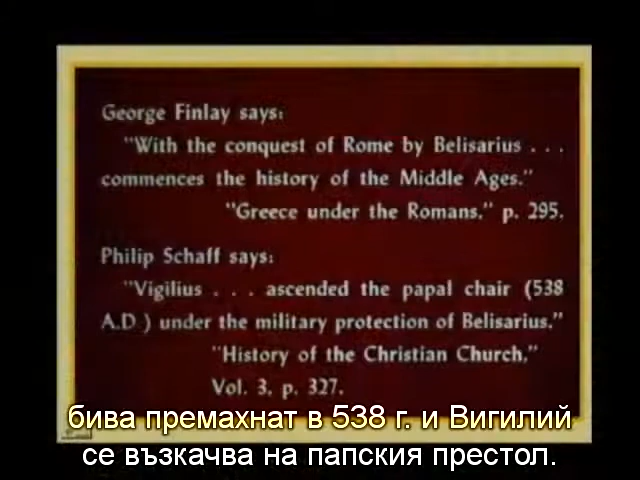 George Finlay says:
"With the conquest of Rome by Belisarius . . .
commences the history of the Middle Ages."
"Greece under the Romans," p. 295.
Philip Schaff says:
"Vigilius . . . ascended the papal chair (538
A.D.) under the military protection of Belisarius."
"History of the Christian Church,"
Vol. 3, p. 327.
бива премахнат в 538 г. и Вигилий
се възкачва на папския престол.